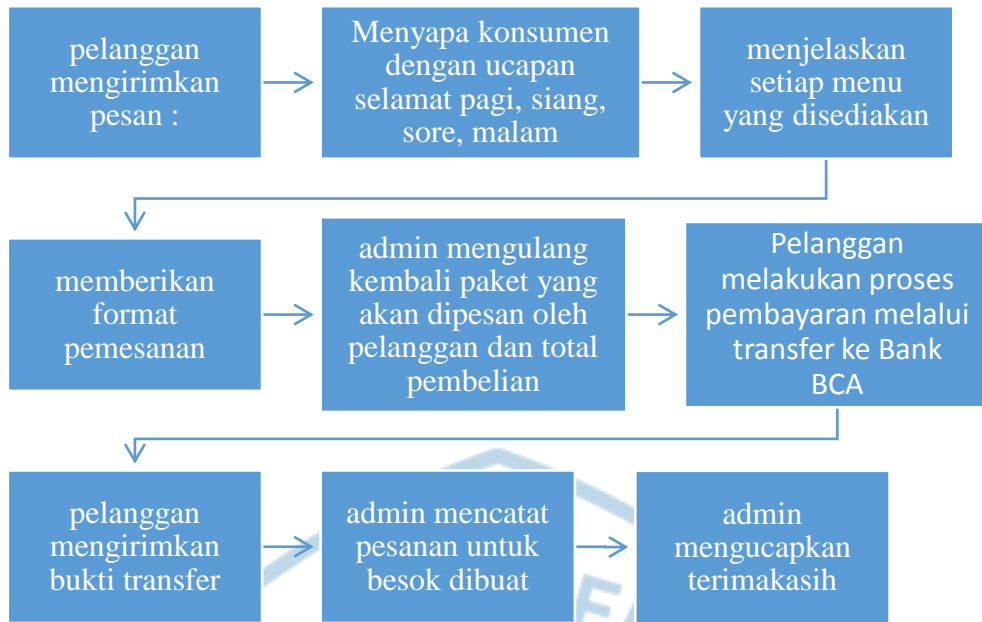 pelanggan
mengirimkan
pesan :
Menyapa konsumen
dengan ucapan
selamat pagi, siang,
sore, malam
menjelaskan
setiap menu
yang disediakan
memberikan
format
pemesanan
admin mengulang
kembali paket yang
akan dipesan oleh
pelanggan dan total
pembelian
Pelanggan
melakukan proses
pembayaran melalui
transfer ke Bank
BCA
pelanggan
mengirimkan
bukti transfer
admin mencatat
pesanan untuk
besok dibuat
admin
mengucapkan
terimakasih